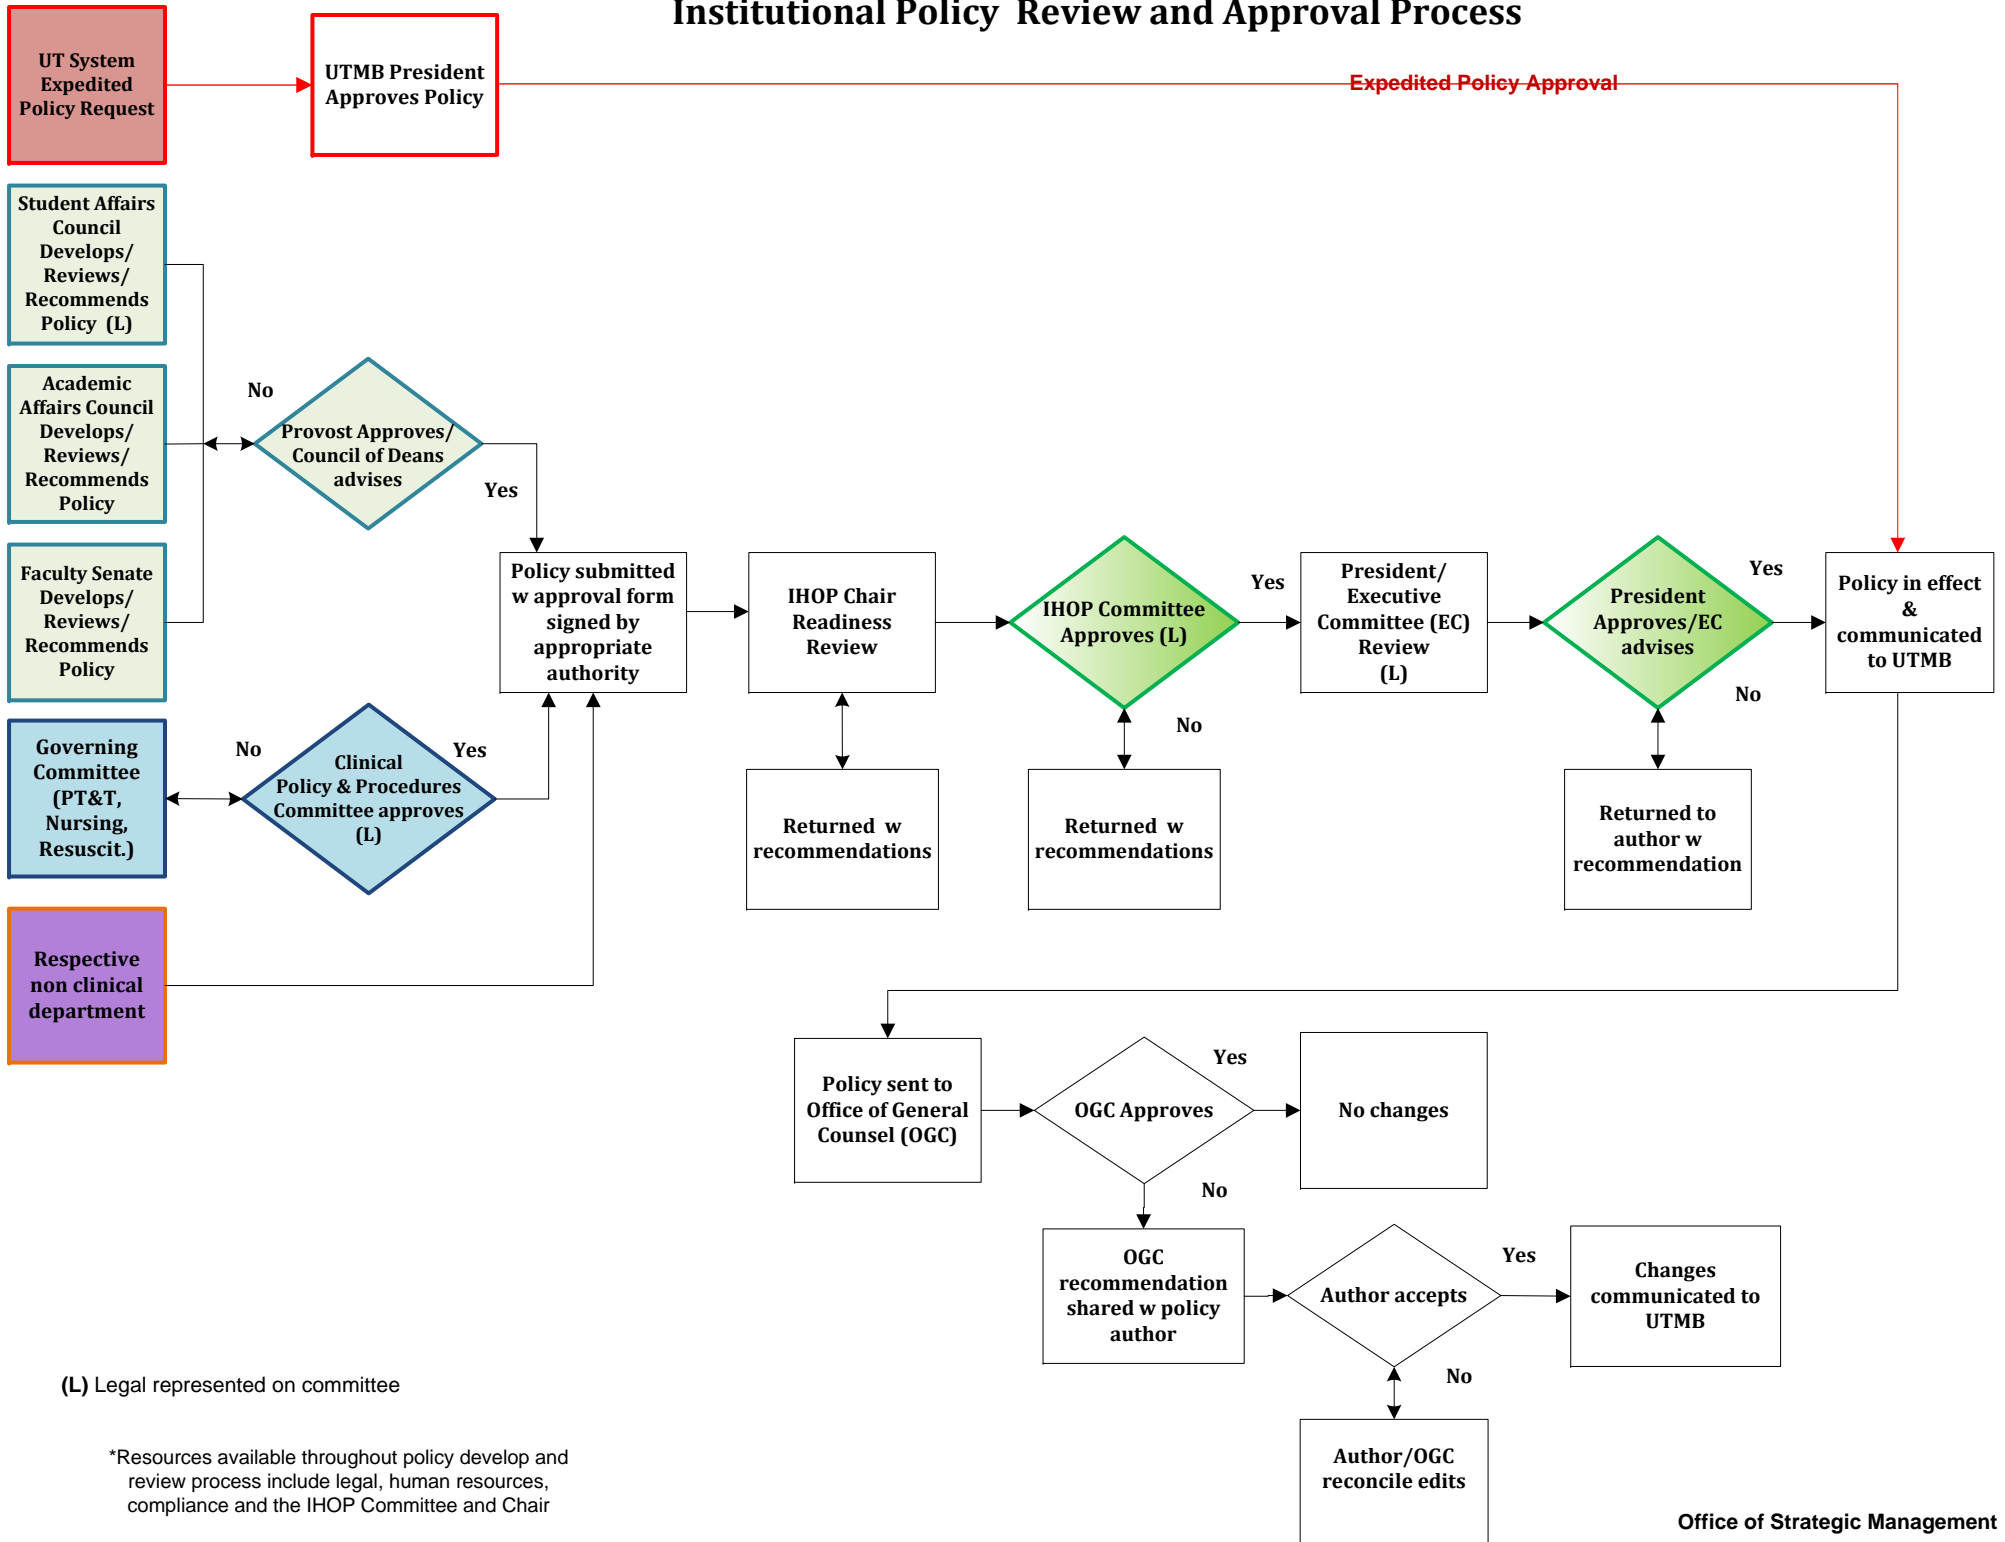 Institutional Policy  Review and Approval Process
UT System
Expedited
Policy Request
UTMB President
Approves Policy
Expedited Policy Approval
Student Affairs
Council
Develops/
Reviews/
Recommends
Policy  (L)
Academic
Affairs Council
Develops/
Reviews/
Recommends
Policy
No
Provost Approves/
Council of Deans
advises
Yes
Faculty Senate
Develops/
Reviews/
Recommends
Policy
Policy submitted
w approval form
signed by
appropriate
authority
IHOP Chair
Readiness
Review
IHOP Committee
Approves (L)
Yes
President/
Executive
Committee (EC)
Review
(L)
President
Approves/EC
advises
Yes
Policy in effect
&
communicated
to UTMB
No
No
Governing
Committee
(PT&T,
Nursing,
Resuscit.)
No
Clinical
Policy & Procedures
Committee approves
(L)
Yes
Returned  w
recommendations
Returned  w
recommendations
Returned to
author w
recommendation
Respective
non clinical
department
Policy sent to
Office of General
Counsel (OGC)
OGC Approves
Yes
No changes
No
OGC
recommendation
shared w policy
author
Author accepts
Yes
Changes
communicated to
UTMB
No
Author/OGC
reconcile edits
(L) Legal represented on committee
*Resources available throughout policy develop and
review process include legal, human resources,
compliance and the IHOP Committee and Chair
Office of Strategic Management